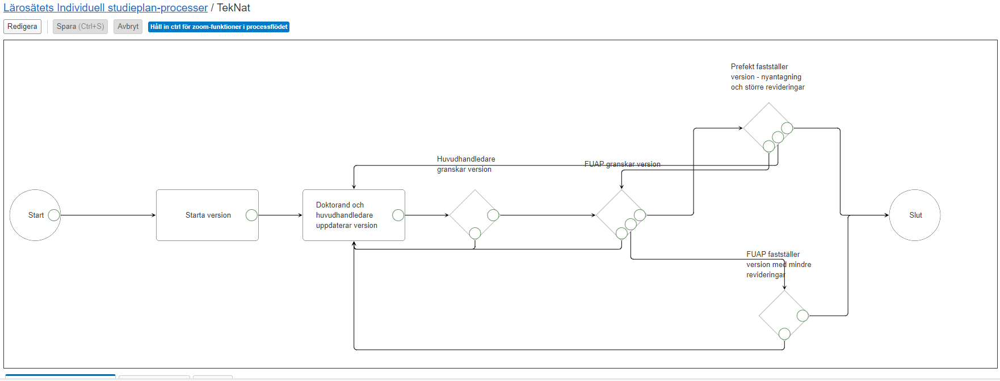 Lärosätets Individuell studieplan-processer / TekNat
Redigera
Spara (Ctrl+S)
Avbryt
Håll in ctrl för zoom-funktioner i processflödet
Prefekt fastställer
version - nyantagning
och större revideringar
Huvudhandledare
granskar version
FUAP granskar version
Start
Starta version
Doktorand och
huvudhandledare
uppdaterar version
Slut
FUAP fastställer
version med mindre
revideringar